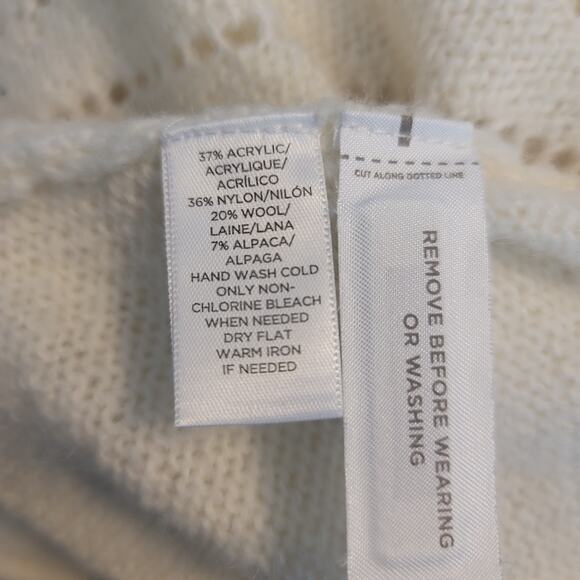 37% ACRYLIC/
ACRYLIQUE/
ACRÍLICO
36% NYLON/NILÓN
20% WOOL/
LAINE/LANA
7% ALPACA/
ALPAGA
HAND WASH COLD
ONLY NON-
CHLORINE BLEACH
WHEN NEEDED
DRY FLAT
WARM IRON
IF NEEDED
CUT ALONG DOTTED LINE
REMOVE BEFORE WEARING
OR WASHING